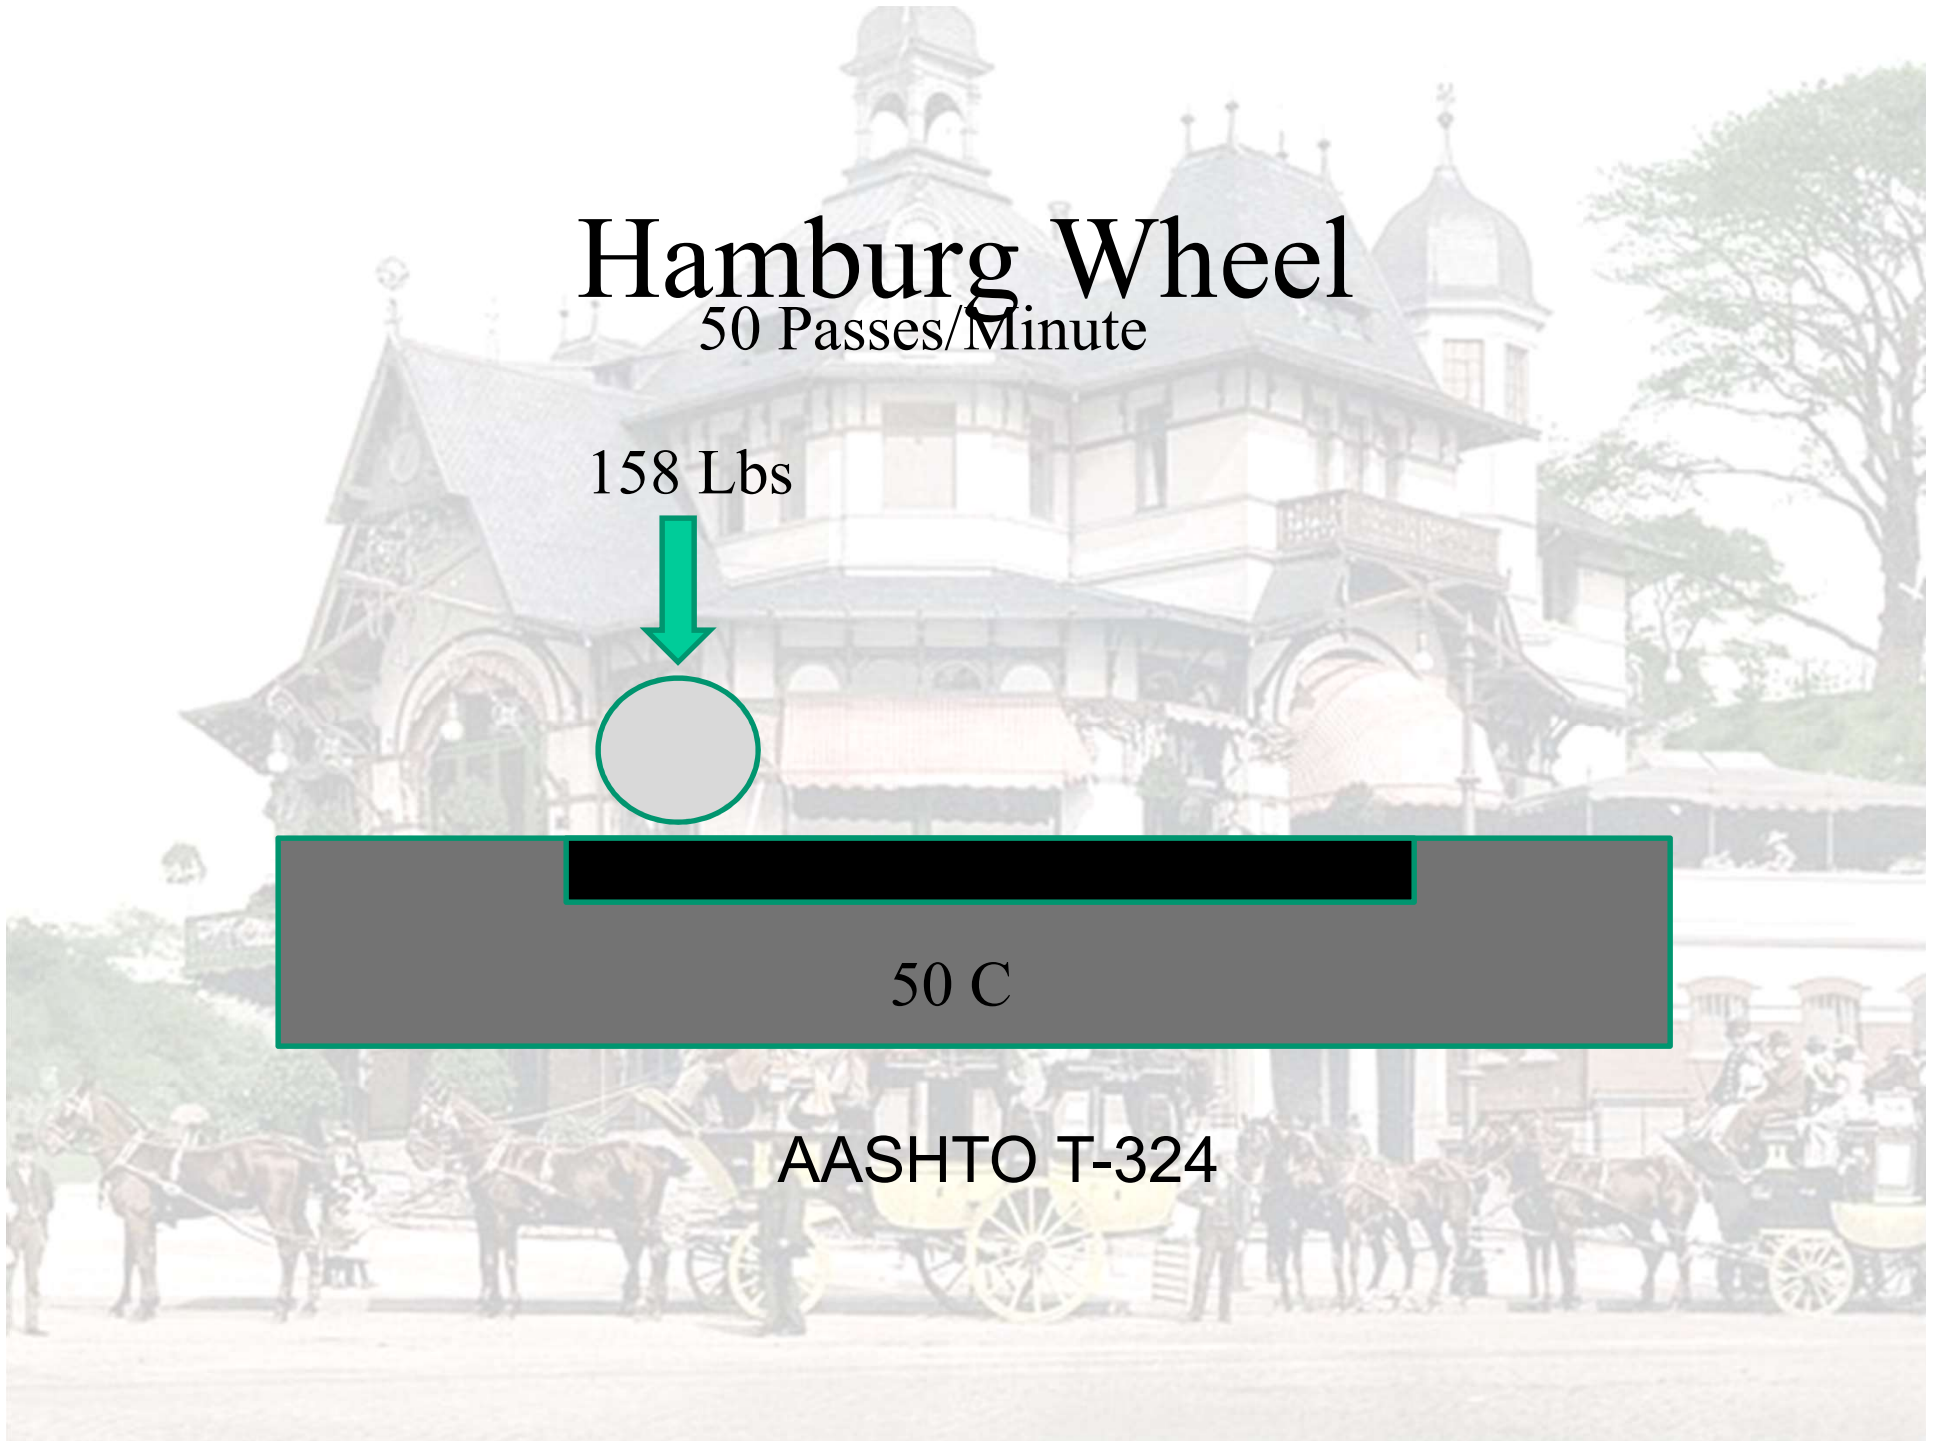 Hamburg Wheel
50 Passes/Minute
158 Lbs
50 C
AASHTO T-324